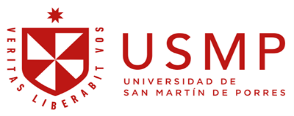 VERITAS LIBERABIT VOS
USMP
UNIVERSIDAD DE
SAN MARTÍN DE PORRES